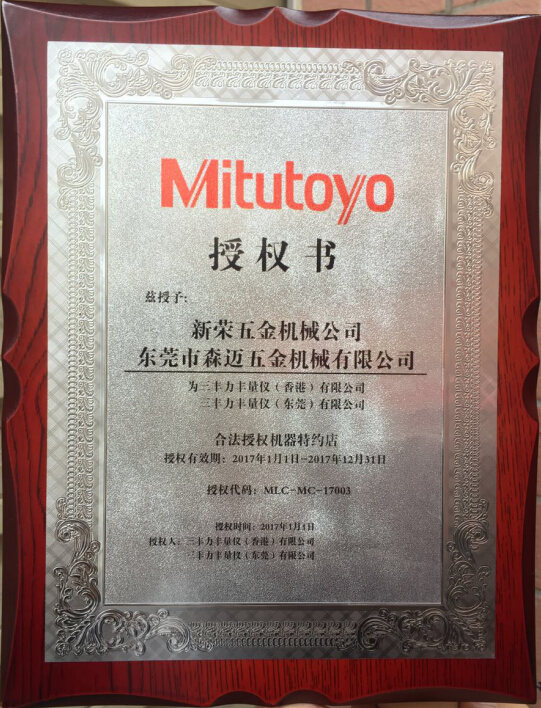 Mitutoyo
授权书
兹授予:
新荣五金机械公司
东莞市森迈五金机械有限公司
为三丰力丰量仪（香港）有限公司
三丰力丰量仪（东莞）有限公司
合法授权机器特约店
授权有效期：2017年1月1日-2017年12月31日
授权代码：MLC-MC-17003
授权时间：2017年1月1日
授权人：三丰力丰量仪（香港）有限公司
三丰力丰量仪（东莞）有限公司